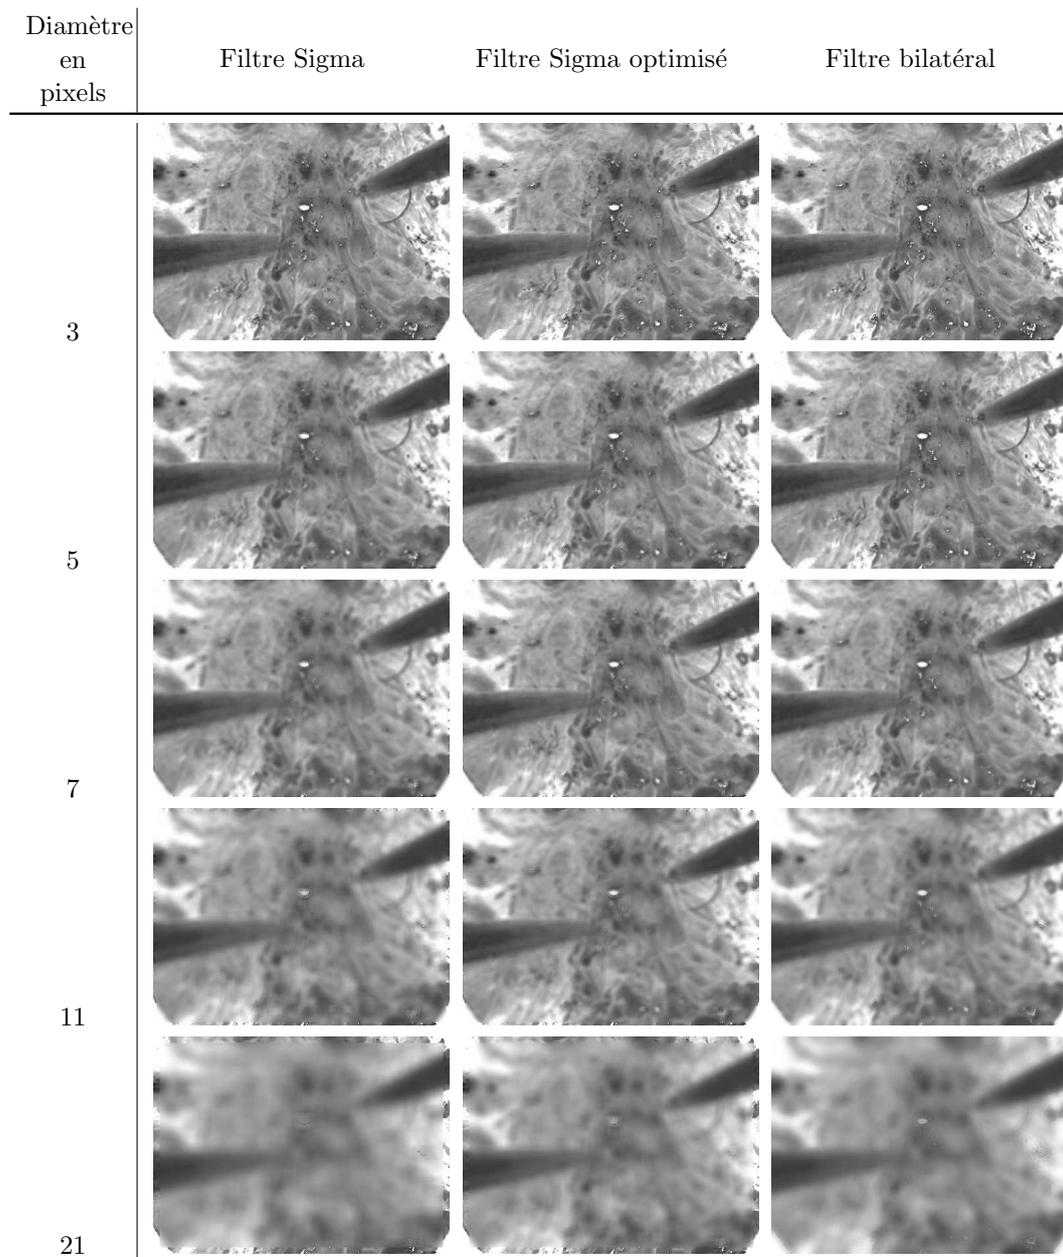 Diamètre
en
pixels
Filtre Sigma
Filtre Sigma optimisé
Filtre bilatéral
3
5
7
11
21